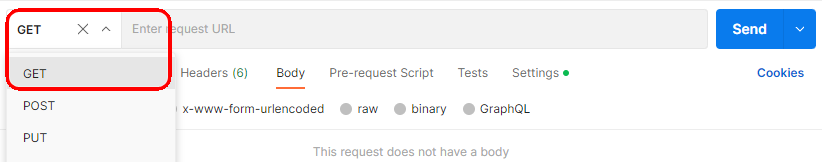 GET Enter request URL Send
GET Headers (6) Body Pre-request Script Tests Settings Cookies
POST x-www-form-urlencoded raw binary GraphQL
PUT
This request does not have a body